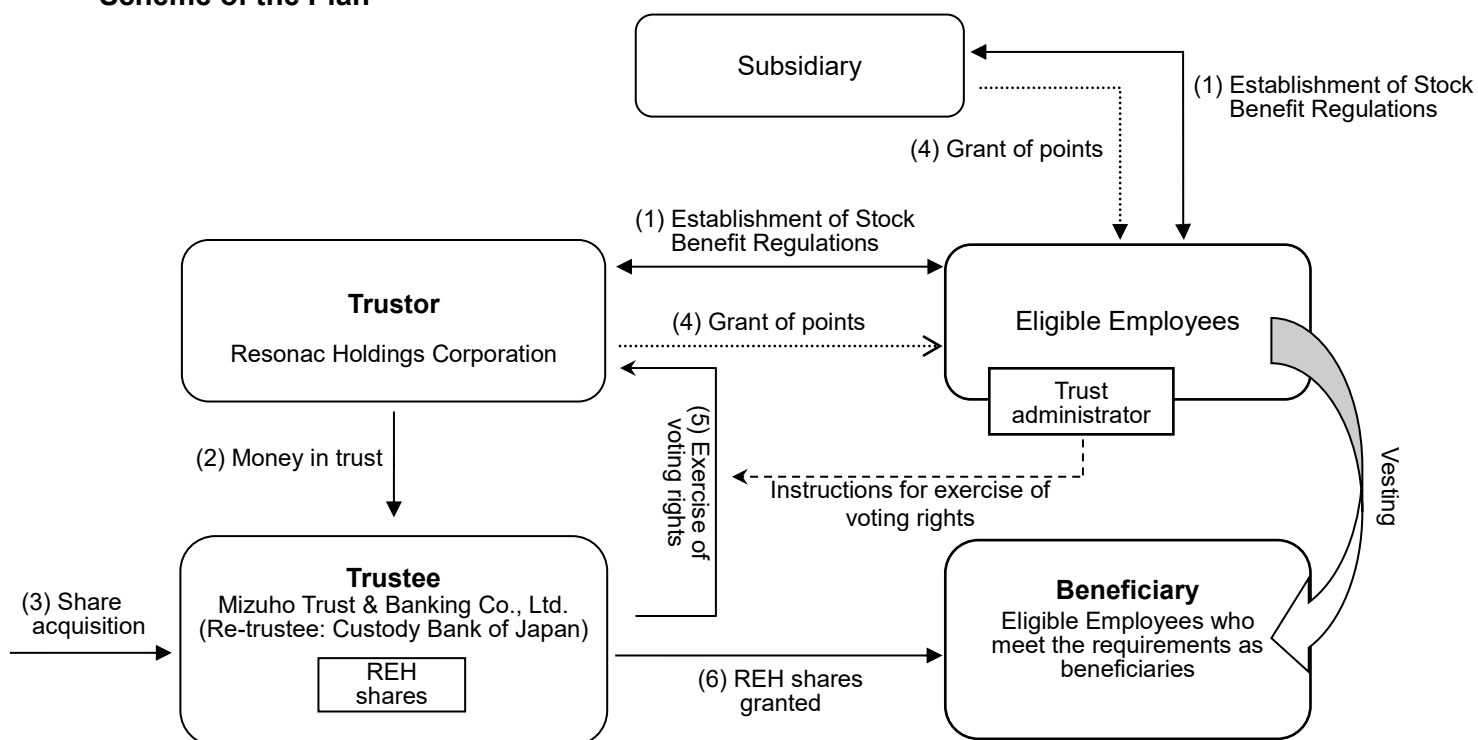 Scheme of the Plan
Subsidiary
(1) Establishment of Stock
Benefit Regulations
(4) Grant of points
(1) Establishment of Stock
Benefit Regulations
Trustor
Resonac Holdings Corporation
(4) Grant of points
Eligible Employees
Trust
administrator
(2) Money in trust
(5) Exercise of
voting rights
Instructions for exercise of
voting rights
Vesting
(3) Share
acquisition
Trustee
Mizuho Trust & Banking Co., Ltd.
(Re-trustee: Custody Bank of Japan)
REH
shares
(6) REH shares
granted
Beneficiary
Eligible Employees who
meet the requirements as
beneficiaries